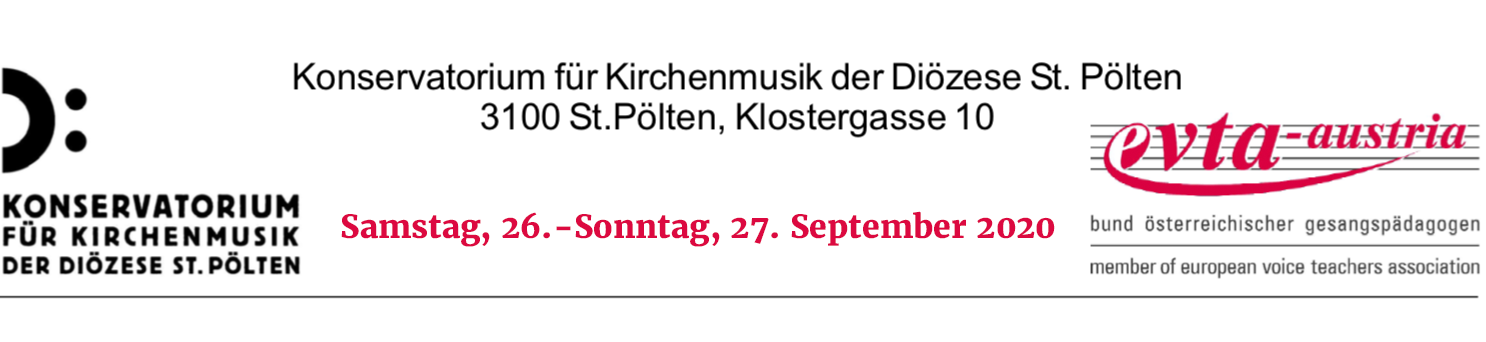 Konservatorium für Kirchenmusik der Diözese St. Pölten
3100 St.Pölten, Klostergasse 10
D:
KONSERVATORIUM
FÜR KIRCHENMUSIK
DER DIÖZESE ST. PÖLTEN
Samstag, 26.-Sonntag, 27. September 2020
evta-austria
bund österreichischer gesangspädagogen
member of european voice teachers association